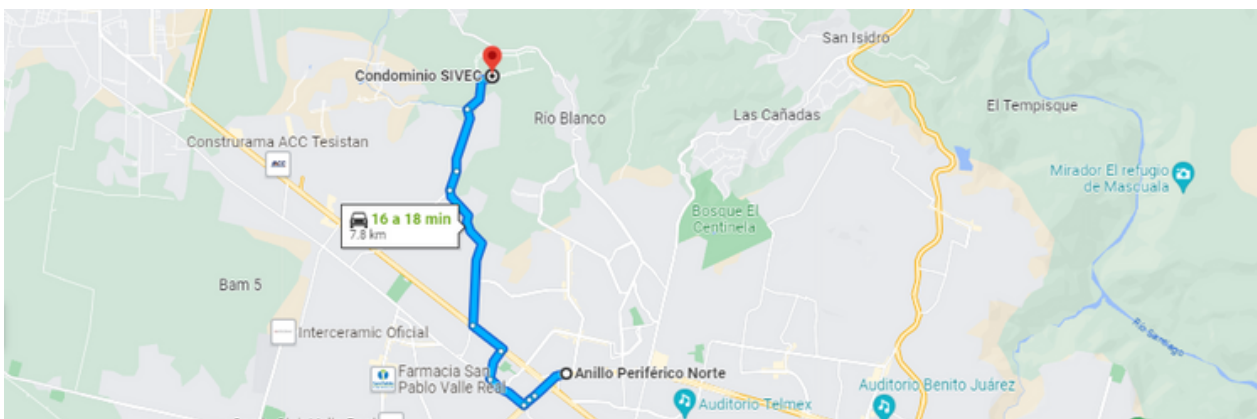 San Isidro
Condominio SIVEC
El Tempisque
Río Blanco
Las Cañadas
Construrama ACC Tesistan
ACC
Mirador El refugio
de Mascuala
16 a 18 min
7.8 km
Bosque El
Centinela
Bam 5
Río Santiago
Interceramic Oficial
Farmacia San
Pablo Valle Real
Anillo Periférico Norte
Auditorio Benito Juárez
Auditorio Telmex